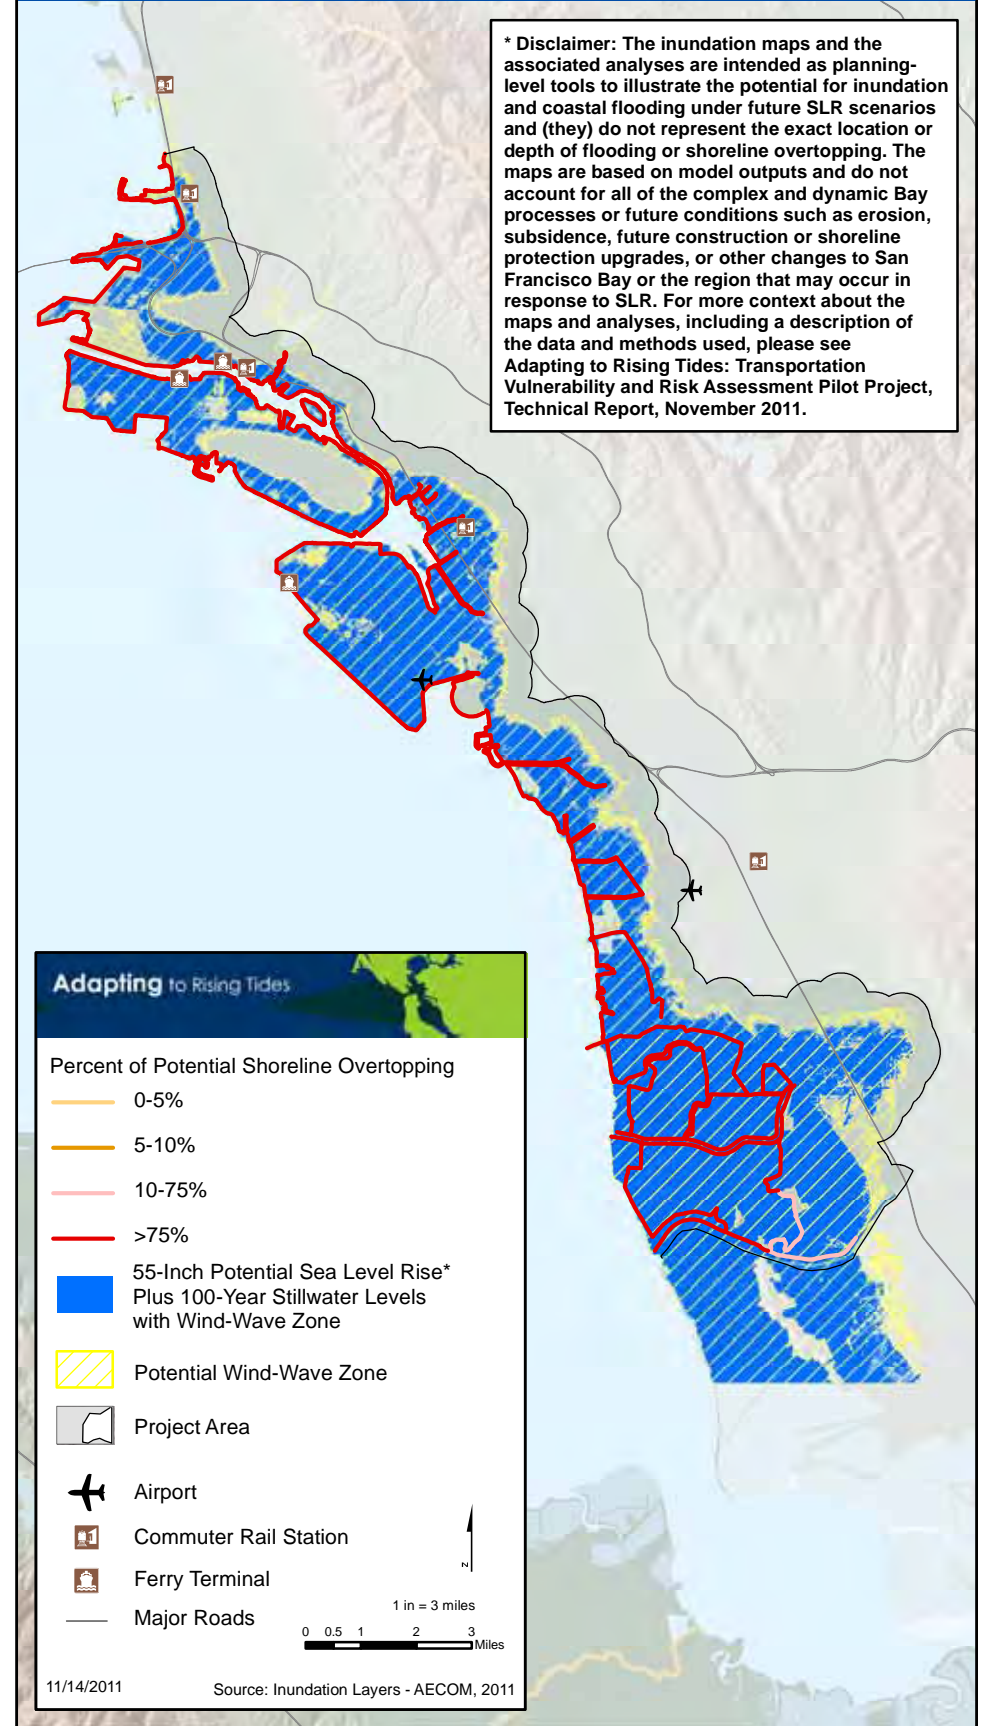 * Disclaimer: The inundation maps and the
associated analyses are intended as planning-
level tools to illustrate the potential for inundation
and coastal flooding under future SLR scenarios
and (they) do not represent the exact location or
depth of flooding or shoreline overtopping. The
maps are based on model outputs and do not
account for all of the complex and dynamic Bay
processes or future conditions such as erosion,
subsidence, future construction or shoreline
protection upgrades, or other changes to San
Francisco Bay or the region that may occur in
response to SLR. For more context about the
maps and analyses, including a description of
the data and methods used, please see
Adapting to Rising Tides: Transportation
Vulnerability and Risk Assessment Pilot Project,
Technical Report, November 2011.
Adapting to Rising Tides
Percent of Potential Shoreline Overtopping
0-5%
5-10%
10-75%
>75%
55-Inch Potential Sea Level Rise*
Plus 100-Year Stillwater Levels
with Wind-Wave Zone
Potential Wind-Wave Zone
Project Area
Airport
Commuter Rail Station
Ferry Terminal
Major Roads
N
1 in = 3 miles
0 0.5 1 2 3
Miles
11/14/2011
Source: Inundation Layers - AECOM, 2011